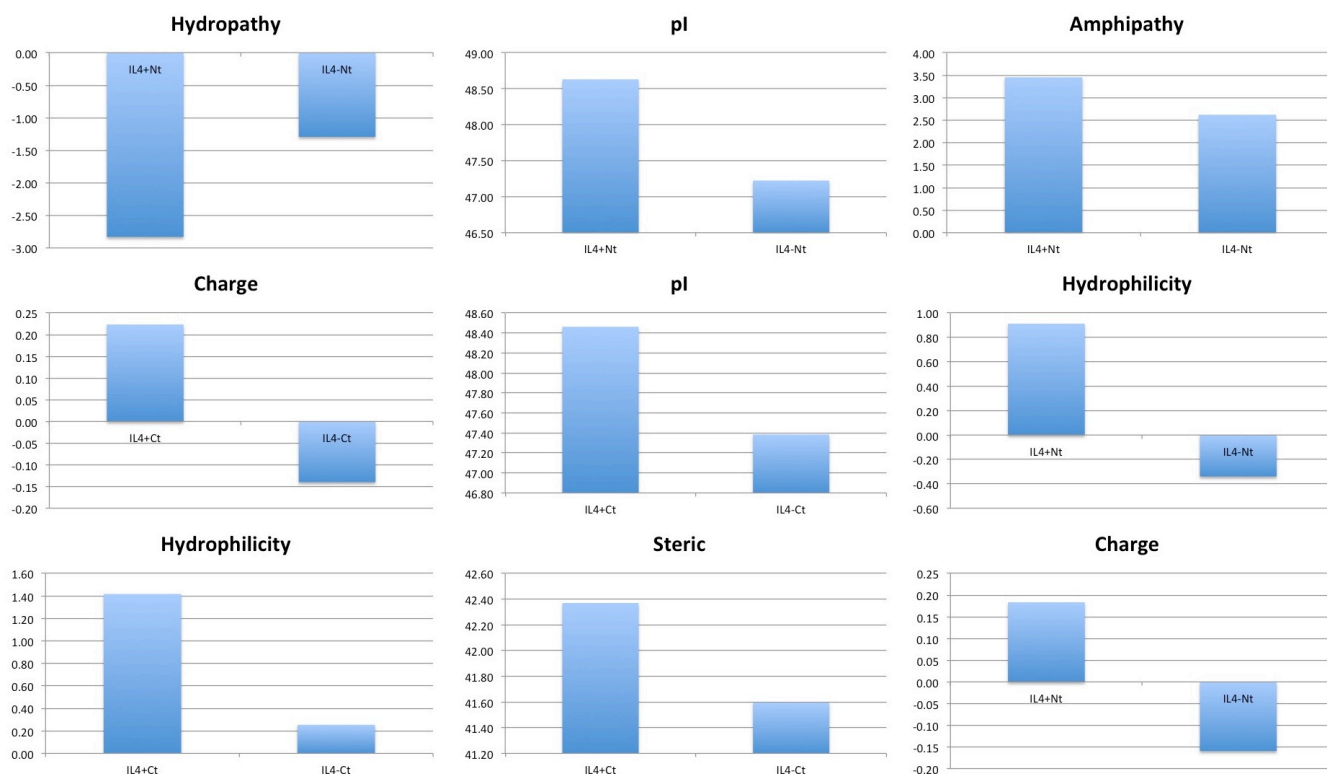 Hydropathy
0.00
-0.50
-1.00
-1.50
-2.00
-2.50
-3.00
IL4+Nt
IL4-Nt
pI
49.00
48.50
48.00
47.50
47.00
46.50
IL4+Nt
IL4-Nt
Amphipathy
4.00
3.50
3.00
2.50
2.00
1.50
1.00
0.50
0.00
IL4+Nt
IL4-Nt
Charge
0.25
0.20
0.15
0.10
0.05
0.00
-0.05
-0.10
-0.15
-0.20
IL4+Ct
IL4-Ct
pI
48.60
48.40
48.20
48.00
47.80
47.60
47.40
47.20
47.00
46.80
IL4+Ct
IL4-Ct
Hydrophilicity
1.00
0.80
0.60
0.40
0.20
0.00
-0.20
-0.40
-0.60
IL4+Nt
IL4-Nt
Hydrophilicity
1.60
1.40
1.20
1.00
0.80
0.60
0.40
0.20
0.00
IL4+Ct
IL4-Ct
Steric
42.60
42.40
42.20
42.00
41.80
41.60
41.40
41.20
IL4+Ct
IL4-Ct
Charge
0.25
0.20
0.15
0.10
0.05
0.00
-0.05
-0.10
-0.15
-0.20
IL4+Nt
IL4-Nt